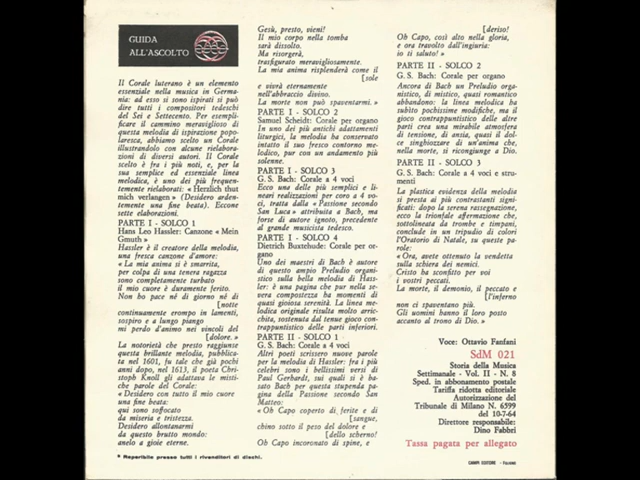 GUIDA
ALL'ASCOLTO
Il Corale luterano è un elemento
essenziale nella musica in Germa-
nia: ad esso si sono ispirati si può
dire tutti i compositori tedeschi
del Sei e Settecento. Per esempli-
ficare il cammino meraviglioso di
questa melodia di ispirazione popo-
laresca, abbiamo scelto un Corale
illustrandolo con alcune rielabora-
zioni di diversi autori. Il Corale
scelto è fra i più noti, e, per la
sua semplice ed essenziale linea
melodica, è uno dei più frequen-
temente rielaborati: « Herzlich thut
mich verlangen » (Desidero arden-
temente una fine beata). Eccone
sette elaborazioni.
PARTE I - SOLCO 1
Hans Leo Hassler: Canzone « Mein
Gmuth »
Hassler è il creatore della melodia,
una fresca canzone d'amore:
« La mia anima si è smarrita,
per colpa di una tenera ragazza
sono completamente turbato
il mio cuore è duramente ferito.
Non ho pace né di giorno né di
[notte
continuamente erompo in lamenti,
sospiro e a lungo piango
mi perdo d'animo nei vincoli del
[dolore. »
La notorietà che presto raggiunse
questa brillante melodia, pubblica-
ta nel 1601, fu tale che già pochi
anni dopo, nel 1613, il poeta Chri-
stoph Knoll gli adattava le misti-
che parole del Corale:
« Desidero con tutto il mio cuore
una fine beata:
qui sono soffocato
da miseria e tristezza.
Desidero allontanarmi
da questo brutto mondo:
anelo a gioie eterne.
Gesù, presto, vieni!
Il mio corpo nella tomba
sarà dissolto.
Ma risorgerà,
trasfigurato meravigliosamente.
La mia anima risplenderà come il
[sole
e vivrà eternamente
nell'abbraccio divino.
La morte non può spaventarmi. »
PARTE I - SOLCO 2
Samuel Scheidt: Corale per organo
In uno dei più antichi adattamenti
liturgici, la melodia ha conservato
intatto il suo fresco contorno me-
lodico, pur con un andamento più
solenne.
PARTE I - SOLCO 3
G. S. Bach: Corale a 4 voci
Ecco una delle più semplici e li-
neari realizzazioni per coro a 4 vo-
ci, tratta dalla « Passione secondo
San Luca » attribuita a Bach, ma
forse di autore ignoto, precedente
al grande musicista tedesco.
PARTE I - SOLCO 4
Dietrich Buxtehude: Corale per or-
gano
Uno dei maestri di Bach è autore
di questo ampio Preludio organi-
stico sulla bella melodia di Hass-
ler: è una pagina che pur nella se-
vera compostezza ha momenti di
quasi gioiosa serenità. La linea me-
lodica originale risulta molto arric-
chita, sostenuta dal tenue gioco con-
trappuntistico delle parti inferiori.
PARTE II - SOLCO 1
G. S. Bach: Corale a 4 voci
Altri poeti scrissero nuove parole
per la melodia di Hassler: fra i più
celebri sono i bellissimi versi di
Paul Gerhardt, sui quali si è ba-
sato Bach per questa stupenda pa-
gina della Passione secondo San
Matteo:
« Oh Capo coperto di ferite e di
[sangue,
chino sotto il peso del dolore e
[dello scherno!
Oh Capo incoronato di spine, e
[deriso!
Oh Capo, così alto nella gloria,
e ora travolto dall'ingiuria:
io ti saluto! »
PARTE II - SOLCO 2
G. S. Bach: Corale per organo
Ancora di Bach un Preludio orga-
nistico, di mistico, quasi romantico
abbandono: la linea melodica ha
subito pochissime modifiche, ma il
gioco contrappuntistico delle altre
parti crea una mirabile atmosfera
di tensione, di ansia, quasi il dol-
ce singhiozzare di un'anima che,
nella morte, si ricongiunge a Dio.
PARTE II - SOLCO 3
G. S. Bach: Corale a 4 voci e stru-
menti
La plastica evidenza della melodia
si presta ai più contrastanti signi-
ficati: dopo la serena rassegnazione,
ecco la trionfale affermazione che,
sottolineata da trombe e timpani,
conclude in un tripudio di colori
l'Oratorio di Natale, su queste pa-
role:
« Ora, avete ottenuto la vendetta
sulla schiera dei nemici.
Cristo ha sconfitto per voi
i vostri peccati.
La morte, il demonio, il peccato e
[l'inferno
non ci spaventano più.
Gli uomini hanno il loro posto
accanto al trono di Dio. »
Voce: Ottavio Fanfani
SdM 021
Storia della Musica
Settimanale - Vol. II - N. 8
Sped. in abbonamento postale
Tariffa ridotta editoriale
Autorizzazione del
Tribunale di Milano N. 6599
del 10-7-64
Direttore responsabile:
Dino Fabbri
Tassa pagata per allegato
* Reperibile presso tutti i rivenditori di dischi.
CANIPI EDITORE - FOLIGNO